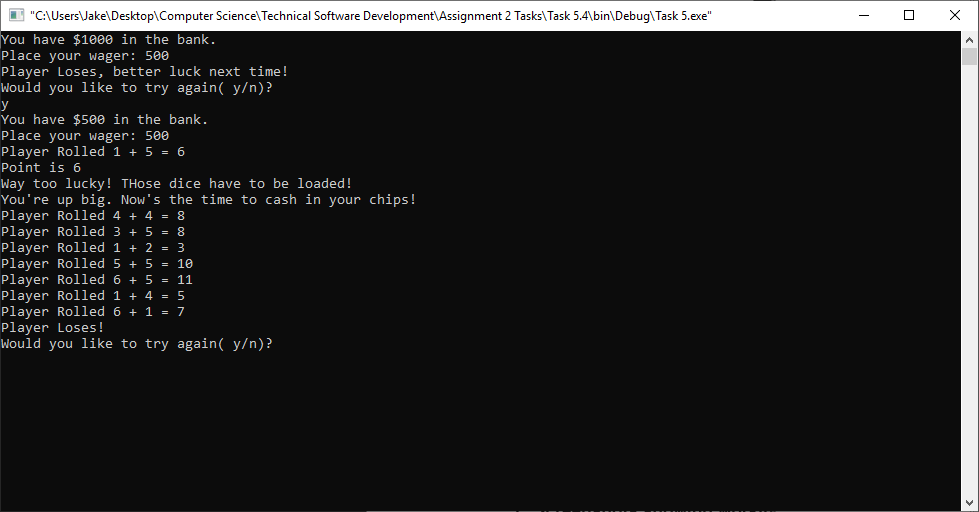 "C:\Users\Jake\Desktop\Computer Science\Technical Software Development\Assignment 2 Tasks\Task 5.4\bin\Debug\Task 5.exe"
You have $1000 in the bank.
Place your wager: 500
Player Loses, better luck next time!
Would you like to try again( y/n)?
y
You have $500 in the bank.
Place your wager: 500
Player Rolled 1 + 5 = 6
Point is 6
Way too lucky! THose dice have to be loaded!
You're up big. Now's the time to cash in your chips!
Player Rolled 4 + 4 = 8
Player Rolled 3 + 5 = 8
Player Rolled 1 + 2 = 3
Player Rolled 5 + 5 = 10
Player Rolled 6 + 5 = 11
Player Rolled 1 + 4 = 5
Player Rolled 6 + 1 = 7
Player Loses!
Would you like to try again( y/n)?